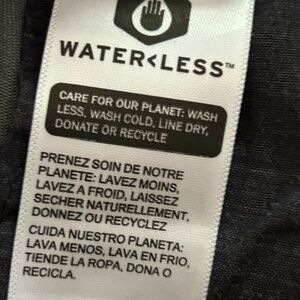 WATER<LESS™
CARE FOR OUR PLANET: WASH
LESS, WASH COLD, LINE DRY,
DONATE OR RECYCLE
PRENEZ SOIN DE NOTRE
PLANETE: LAVEZ MOINS,
LAVEZ A FROID, LAISSEZ
SECHER NATURELLEMENT,
DONNEZ OU RECYCLEZ
CUIDA NUESTRO PLANETA:
LAVA MENOS, LAVA EN FRIO,
TIENDE LA ROPA, DONA O
RECICLA.